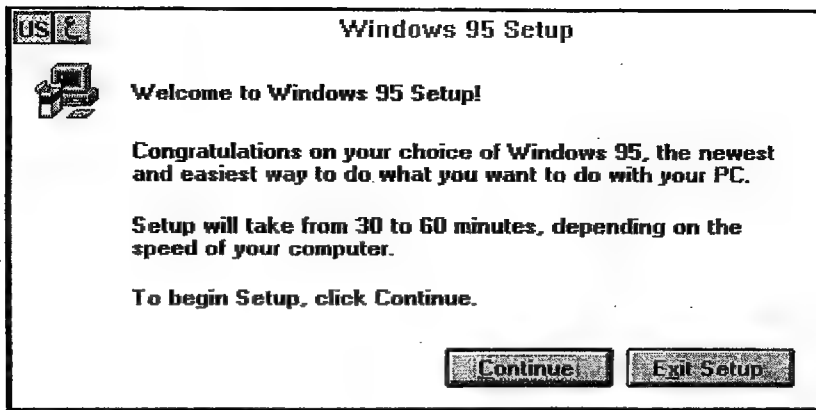 US ع
Windows 95 Setup
Welcome to Windows 95 Setup!
Congratulations on your choice of Windows 95, the newest
and easiest way to do what you want to do with your PC.
Setup will take from 30 to 60 minutes, depending on the
speed of your computer.
To begin Setup, click Continue.
Continue Exit Setup